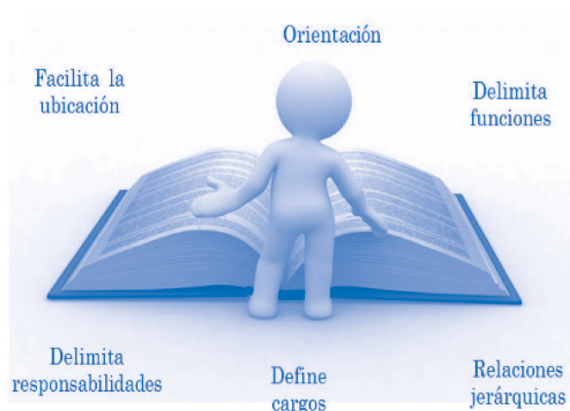 Orientación
Facilita la
ubicación
Delimita
funciones
Delimita
responsabilidades
Define
cargos
Relaciones
jerárquicas